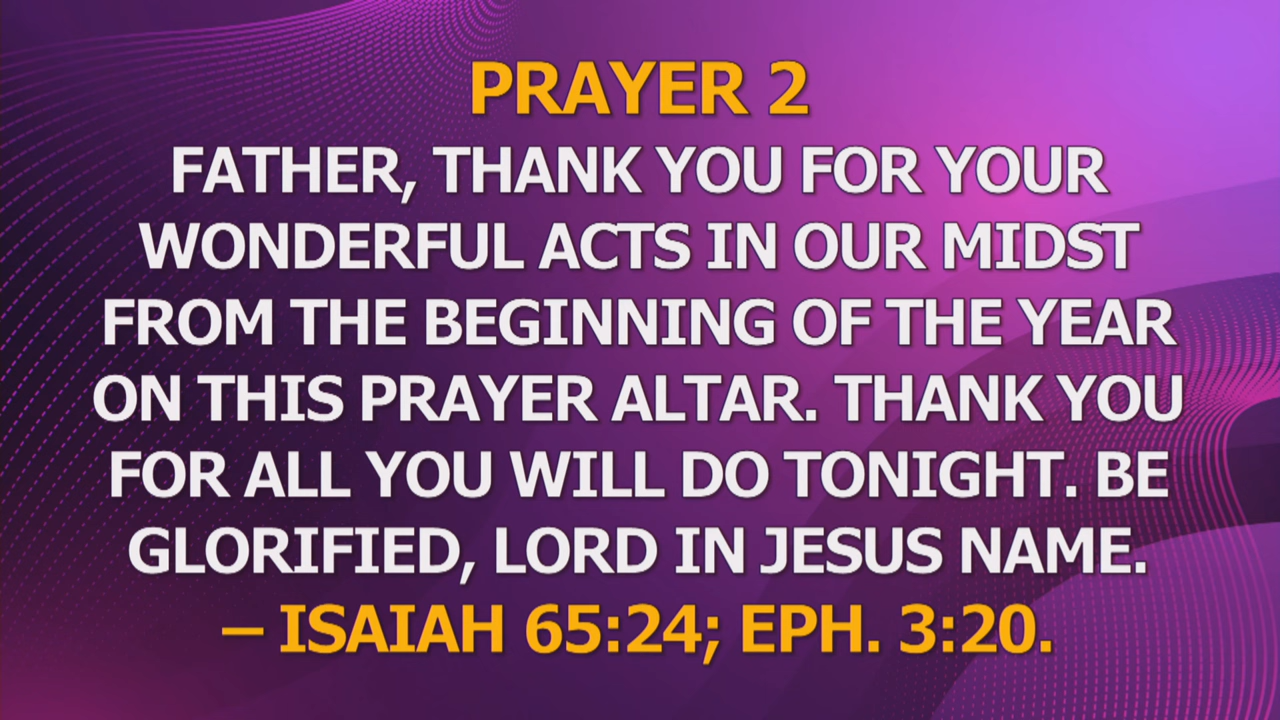 PRAYER 2
FATHER, THANK YOU FOR YOUR
WONDERFUL ACTS IN OUR MIDST
FROM THE BEGINNING OF THE YEAR
ON THIS PRAYER ALTAR. THANK YOU
FOR ALL YOU WILL DO TONIGHT. BE
GLORIFIED, LORD IN JESUS NAME.
– ISAIAH 65:24; EPH. 3:20.